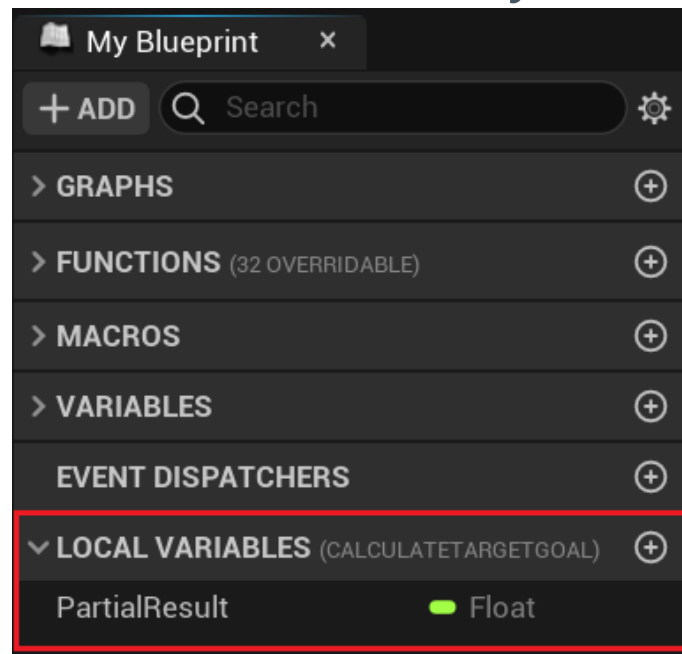 My Blueprint ×
+ ADD Search
GRAPHS
FUNCTIONS (32 OVERRIDABLE)
MACROS
VARIABLES
EVENT DISPATCHERS
LOCAL VARIABLES (CALCULATETARGETGOAL)
PartialResult Float